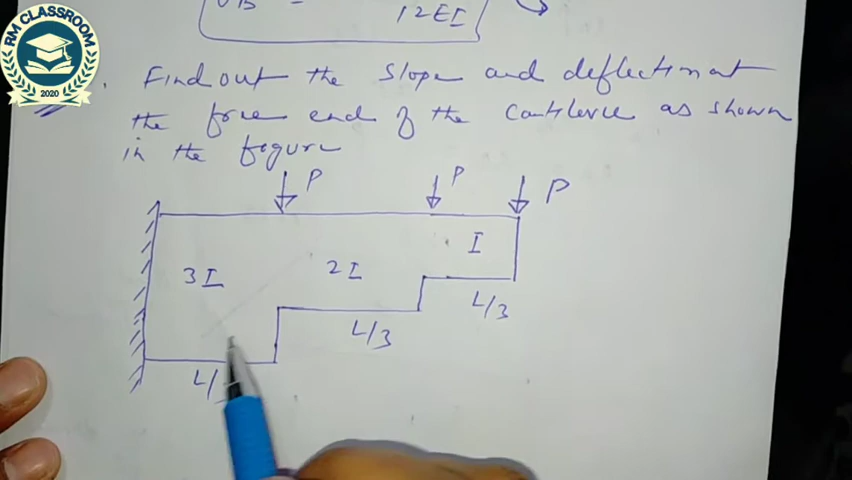 RM CLASSROOM
2020
12EI
Find out the slope and deflection at
the free end of the cantilever as shown
in the figure
P P P
I
3I 2I
L/3
L/3
L/